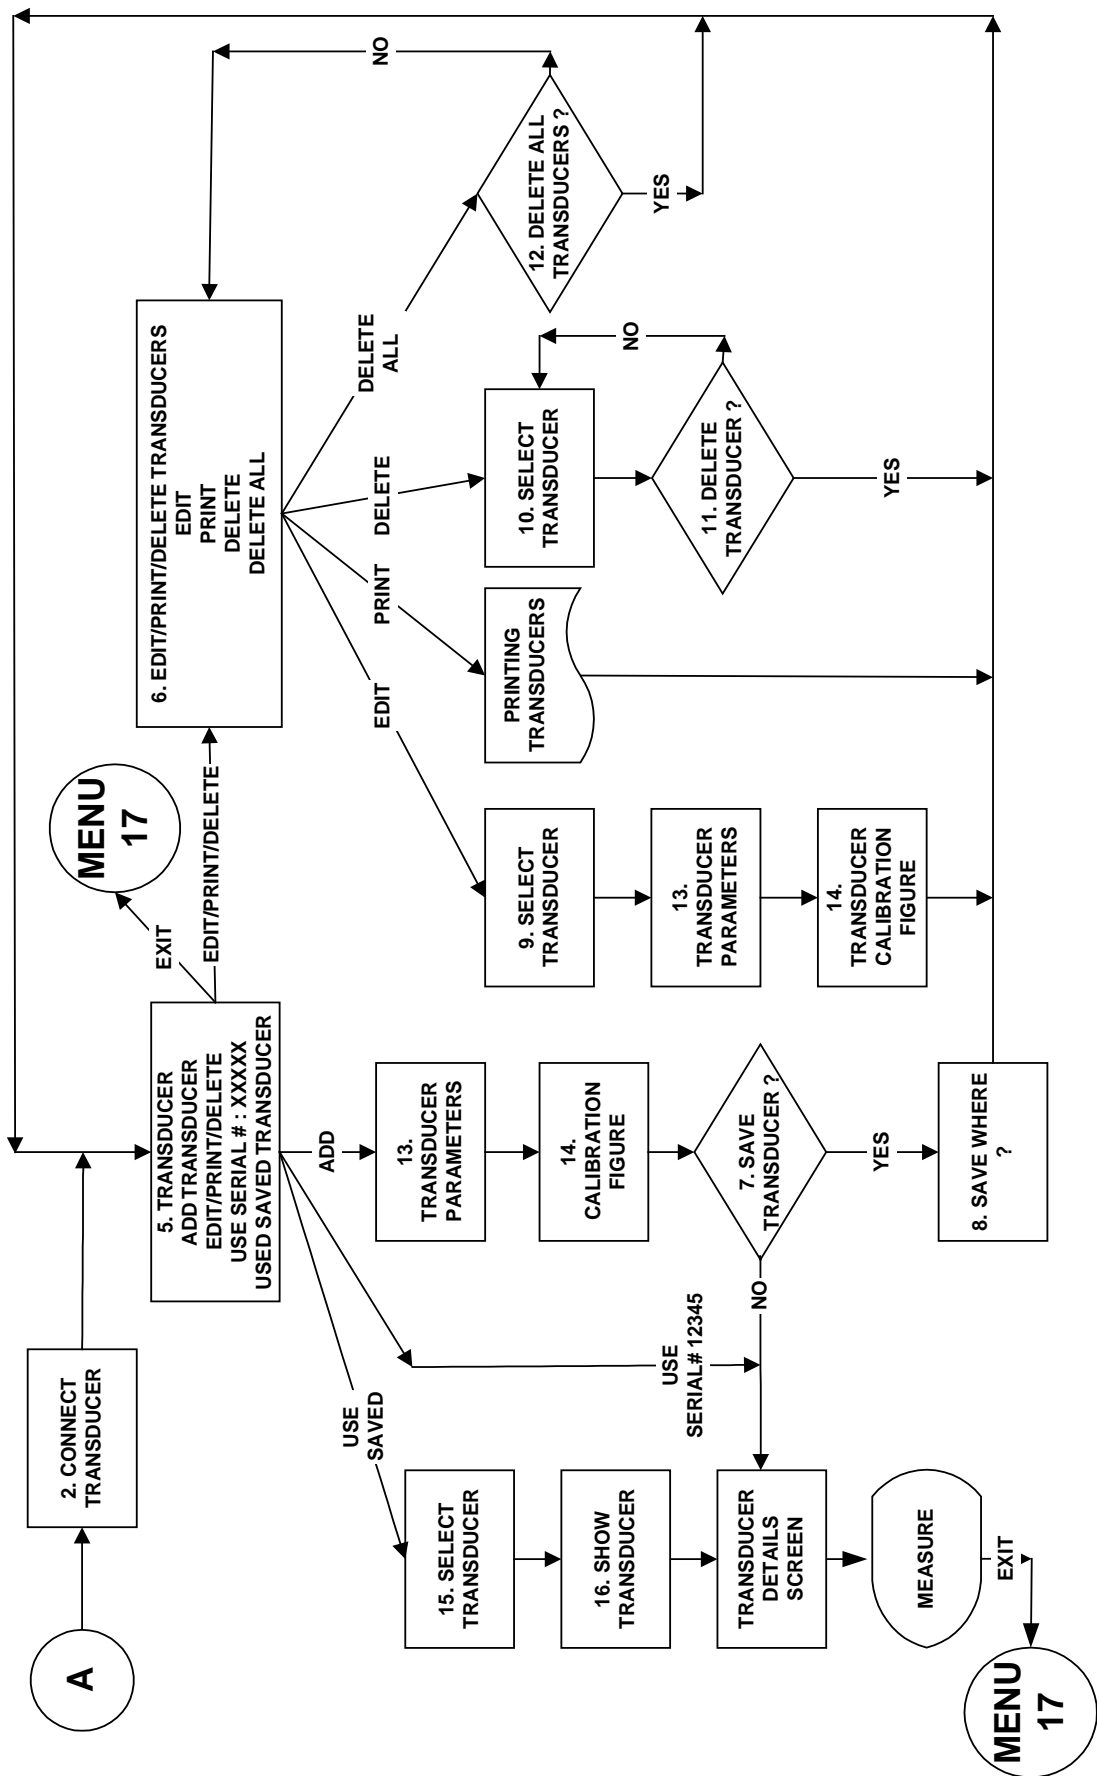 A
2. CONNECT
TRANSDUCER
5. TRANSDUCER
ADD TRANSDUCER
EDIT/PRINT/DELETE
USE SERIAL # : XXXXX
USED SAVED TRANSDUCER
EXIT
MENU
17
EDIT/PRINT/DELETE
6. EDIT/PRINT/DELETE TRANSDUCERS
EDIT
PRINT
DELETE
DELETE ALL
USE
SAVED
ADD
EDIT
PRINT
DELETE
DELETE
ALL
NO
15. SELECT
TRANSDUCER
16. SHOW
TRANSDUCER
TRANSDUCER
DETAILS
SCREEN
MEASURE
EXIT
MENU
17
USE
SERIAL# 12345
NO
13.
TRANSDUCER
PARAMETERS
14.
CALIBRATION
FIGURE
7. SAVE
TRANSDUCER ?
YES
8. SAVE WHERE
?
9. SELECT
TRANSDUCER
13.
TRANSDUCER
PARAMETERS
14.
TRANSDUCER
CALIBRATION
FIGURE
PRINTING
TRANSDUCERS
10. SELECT
TRANSDUCER
NO
11. DELETE
TRANSDUCER ?
YES
12. DELETE ALL
TRANSDUCERS ?
YES